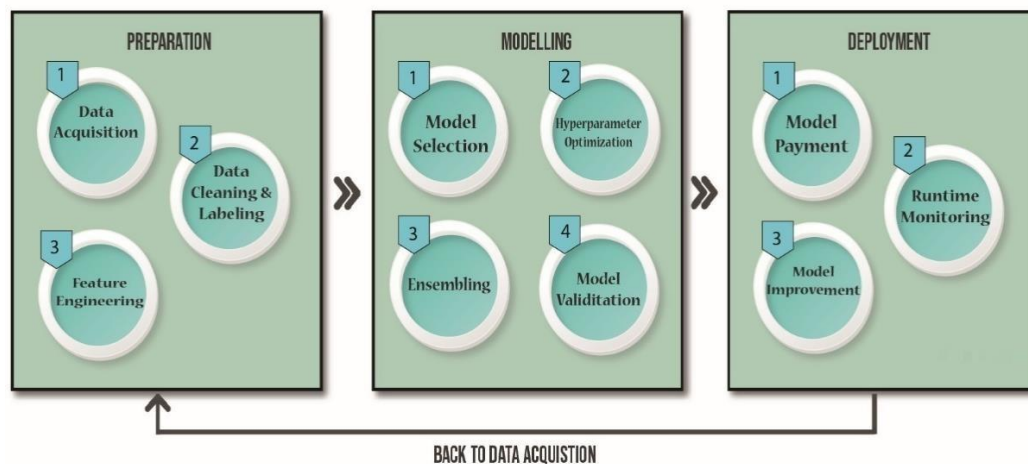 PREPARATION
1
Data
Acquisition
2
Data
Cleaning &
Labeling
3
Feature
Engineering
MODELLING
1
Model
Selection
2
Hyperparameter
Optimization
3
Ensembling
4
Model
Validitation
DEPLOYMENT
1
Model
Payment
2
Runtime
Monitoring
3
Model
Improvement
BACK TO DATA ACQUISTION